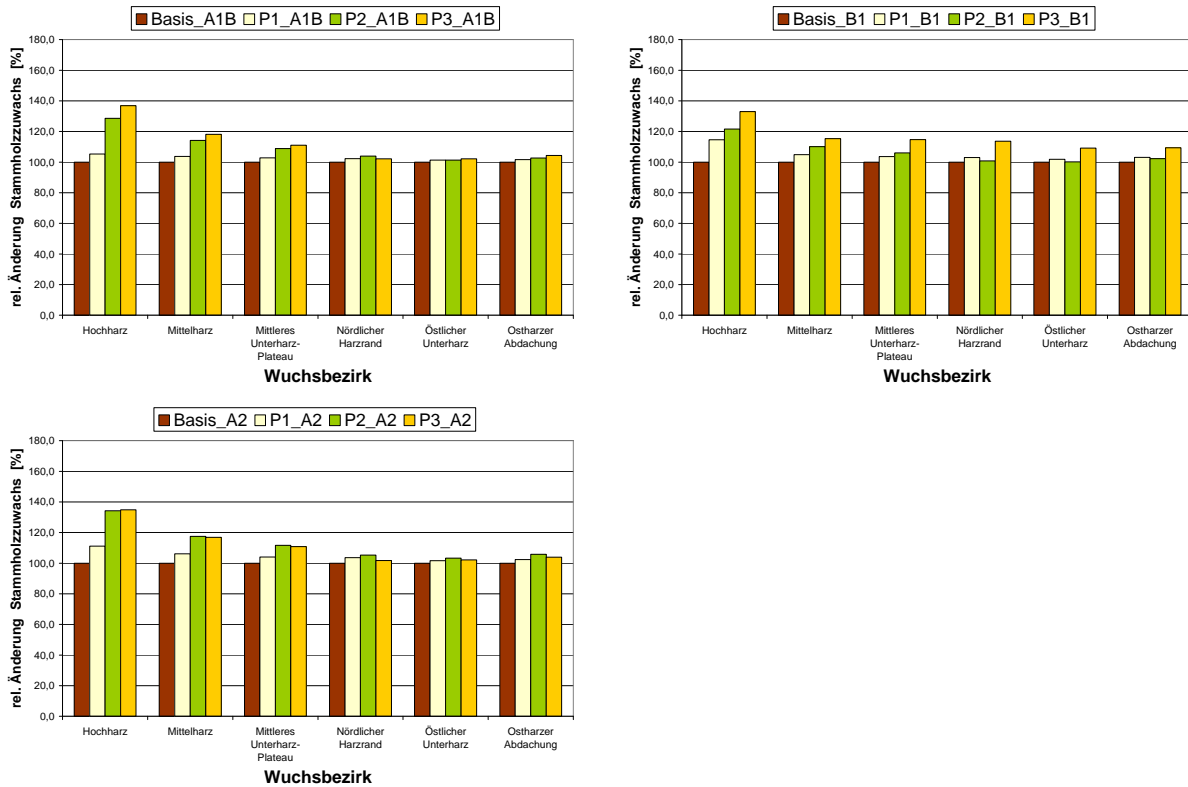 Basis_A1B P1_A1B P2_A1B P3_A1B
rel. Änderung Stammholzzuwachs [%]
180,0
160,0
140,0
120,0
100,0
80,0
60,0
40,0
20,0
0,0
Hochharz Mittelharz Mittleres Unterharz-Plateau Nördlicher Harzrand Östlicher Unterharz Ostharzer Abdachung
Wuchsbezirk
Basis_B1 P1_B1 P2_B1 P3_B1
rel. Änderung Stammholzzuwachs [%]
180,0
160,0
140,0
120,0
100,0
80,0
60,0
40,0
20,0
0,0
Hochharz Mittelharz Mittleres Unterharz-Plateau Nördlicher Harzrand Östlicher Unterharz Ostharzer Abdachung
Wuchsbezirk
Basis_A2 P1_A2 P2_A2 P3_A2
rel. Änderung Stammholzzuwachs [%]
180,0
160,0
140,0
120,0
100,0
80,0
60,0
40,0
20,0
0,0
Hochharz Mittelharz Mittleres Unterharz-Plateau Nördlicher Harzrand Östlicher Unterharz Ostharzer Abdachung
Wuchsbezirk